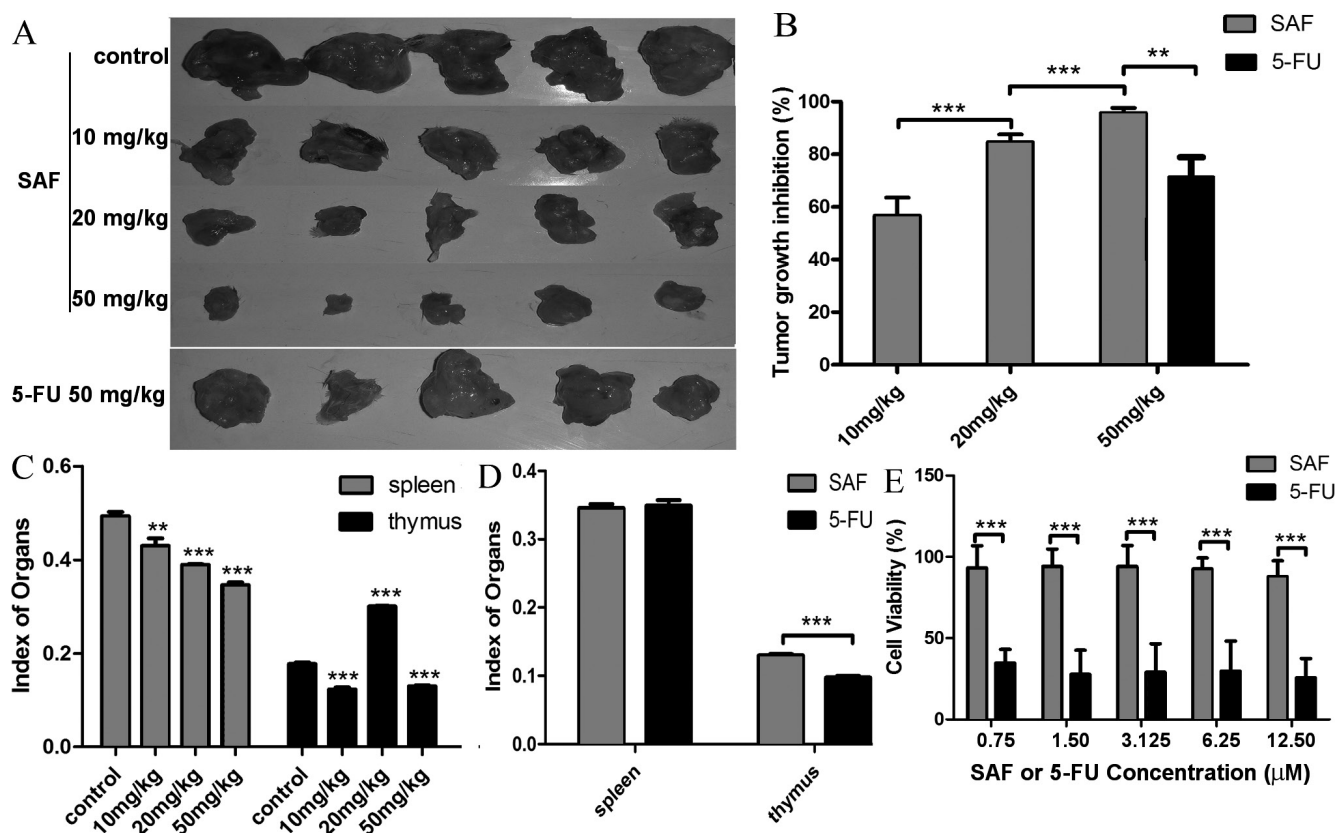 A
control
10 mg/kg
SAF
20 mg/kg
50 mg/kg
5-FU 50 mg/kg
B
SAF
5-FU
Tumor growth inhibition (%)
100
80
60
40
20
0
***
***
**
10mg/kg
20mg/kg
50mg/kg
C
spleen
thymus
Index of Organs
0.6
0.4
0.2
0.0
**
***
***
***
***
***
control
10mg/kg
20mg/kg
50mg/kg
control
10mg/kg
20mg/kg
50mg/kg
D
SAF
5-FU
Index of Organs
0.4
0.3
0.2
0.1
0.0
***
spleen
thymus
E
SAF
5-FU
Cell Viability (%)
150
100
50
0
***
***
***
***
***
0.75
1.50
3.125
6.25
12.50
SAF or 5-FU Concentration (μM)